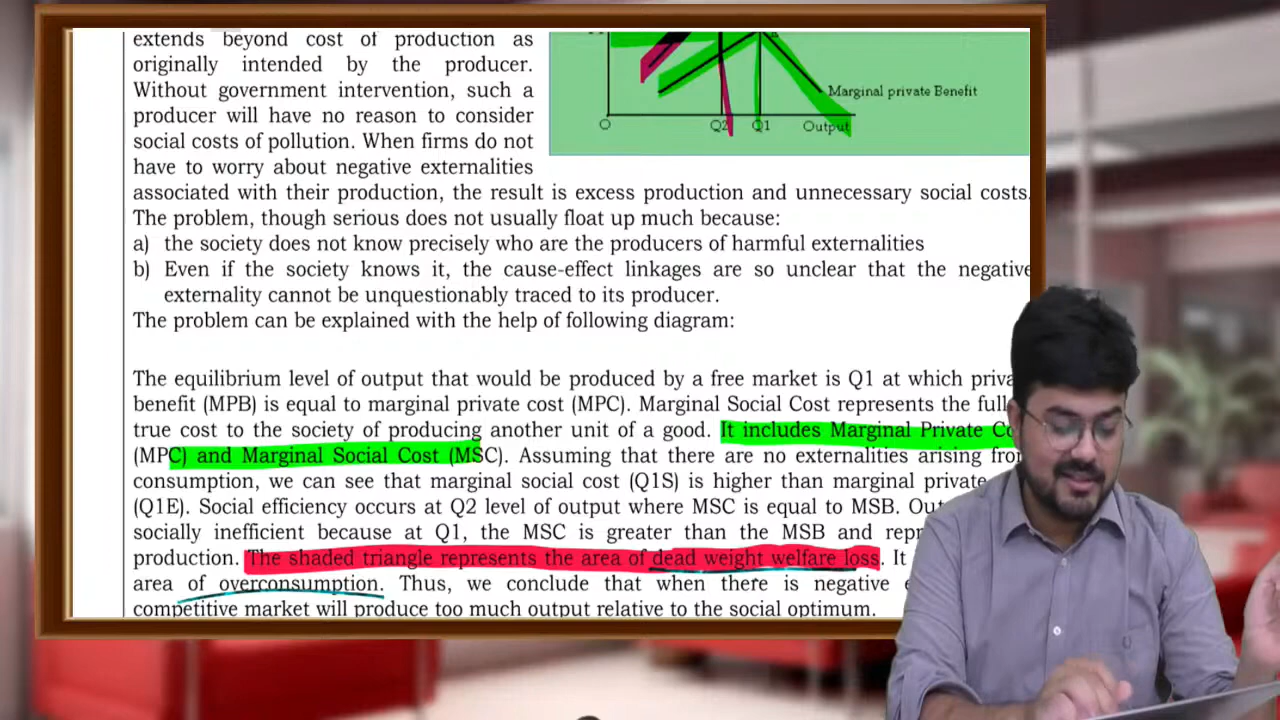 extends beyond cost of production as
originally intended by the producer.
Without government intervention, such a
producer will have no reason to consider
social costs of pollution. When firms do not
have to worry about negative externalities
Marginal private Benefit
O Q2 Q1 Output
associated with their production, the result is excess production and unnecessary social costs.
The problem, though serious does not usually float up much because:
a) the society does not know precisely who are the producers of harmful externalities
b) Even if the society knows it, the cause-effect linkages are so unclear that the negative
externality cannot be unquestionably traced to its producer.
The problem can be explained with the help of following diagram:
The equilibrium level of output that would be produced by a free market is Q1 at which
benefit (MPB) is equal to marginal private cost (MPC). Marginal Social Cost represents the full
true cost to the society of producing another unit of a good. It includes Marginal Private
(MPC) and Marginal Social Cost (MSC). Assuming that there are no externalities arising
consumption, we can see that marginal social cost (Q1S) is higher than marginal private
(Q1E). Social efficiency occurs at Q2 level of output where MSC is equal to MSB.
socially inefficient because at Q1, the MSC is greater than the MSB and
production. The shaded triangle represents the area of dead weight welfare loss. It
area of overconsumption. Thus, we conclude that when there is negative
competitive market will produce too much output relative to the social optimum.